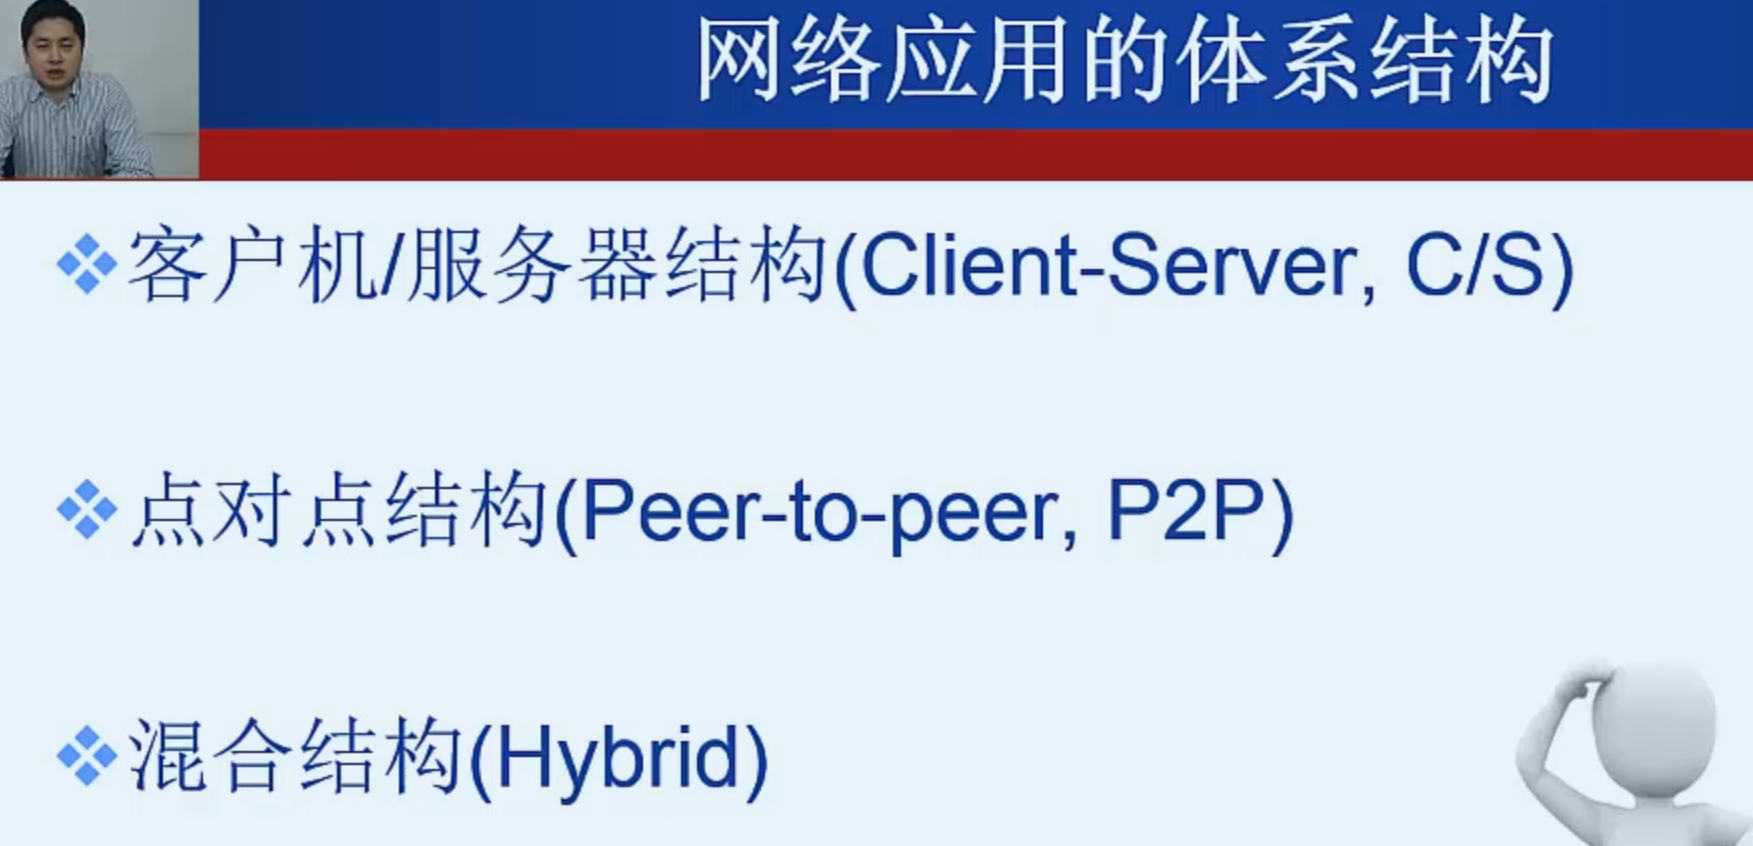 网络应用的体系结构
客户机/服务器结构(Client-Server, C/S)
点对点结构(Peer-to-peer, P2P)
混合结构(Hybrid)